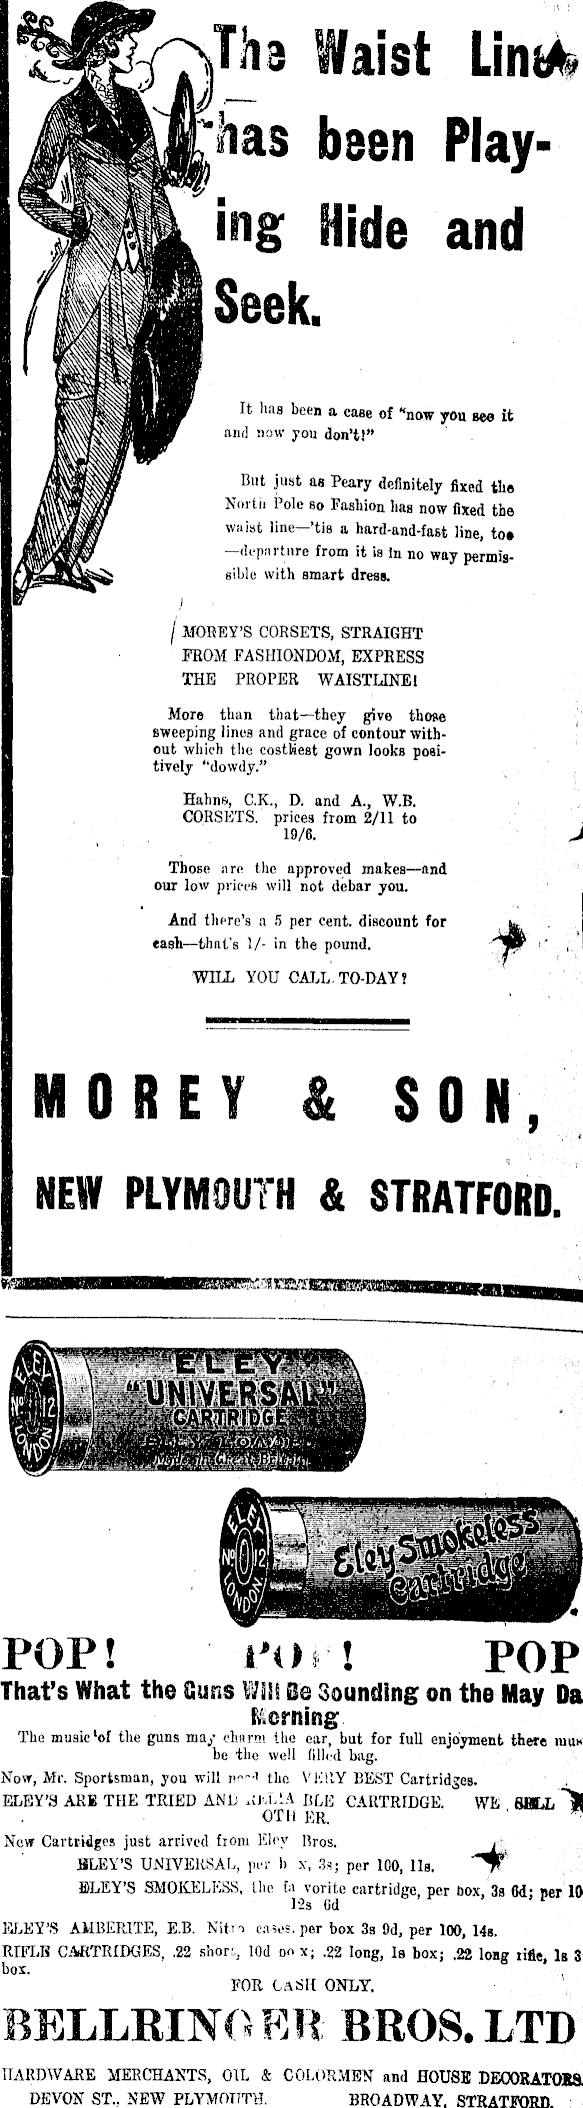 The Waist Line
has been Play-
ing Hide and
Seek.
It has been a case of "now you see it
and now you don't!"
But just as Peary definitely fixed the
North Pole so Fashion has now fixed the
waist line—'tis a hard-and-fast line, too
—departure from it is in no way permis-
sible with smart dress.
MOREY'S CORSETS, STRAIGHT
FROM FASHIONDOM, EXPRESS
THE PROPER WAISTLINE!
More than that—they give those
sweeping lines and grace of contour with-
out which the costliest gown looks posi-
tively "dowdy."
Hahns, C.K., D. and A., W.B.
CORSETS. prices from 2/11 to
19/6.
Those are the approved makes—and
our low prices will not debar you.
And there's a 5 per cent. discount for
cash—that's 1/- in the pound.
WILL YOU CALL TO-DAY?
MOREY & SON,
NEW PLYMOUTH & STRATFORD.
ELEY
"UNIVERSAL"
CARTRIDGE
Made in Great Britain
ELEY
No 12
LONDON
Eley Smokeless
Cartridge
ELEY
No 12
LONDON
POP! POP! POP
That's What the Guns Will Be Sounding on the May Da
Morning
The music of the guns may charm the ear, but for full enjoyment there mus
be the well filled bag.
Now, Mr. Sportsman, you will need the VERY BEST Cartridges.
ELEY'S ARE THE TRIED AND RELIABLE CARTRIDGE. WE SELL
OTHER.
New Cartridges just arrived from Eley Bros.
ELEY'S UNIVERSAL, per box, 3s; per 100, 11s.
ELEY'S SMOKELESS, the favorite cartridge, per box, 3s 6d; per 10
12s 6d
ELEY'S AMBERITE, E.B. Nitro cases. per box 3s 9d, per 100, 14s.
RIFLE CARTRIDGES, .22 short, 10d box; .22 long, 1s box; .22 long rifle, 1s 3
box.
FOR CASH ONLY.
BELLRINGER BROS. LTD
HARDWARE MERCHANTS, OIL & COLORMEN and HOUSE DECORATORS.
DEVON ST., NEW PLYMOUTH. BROADWAY, STRATFORD.